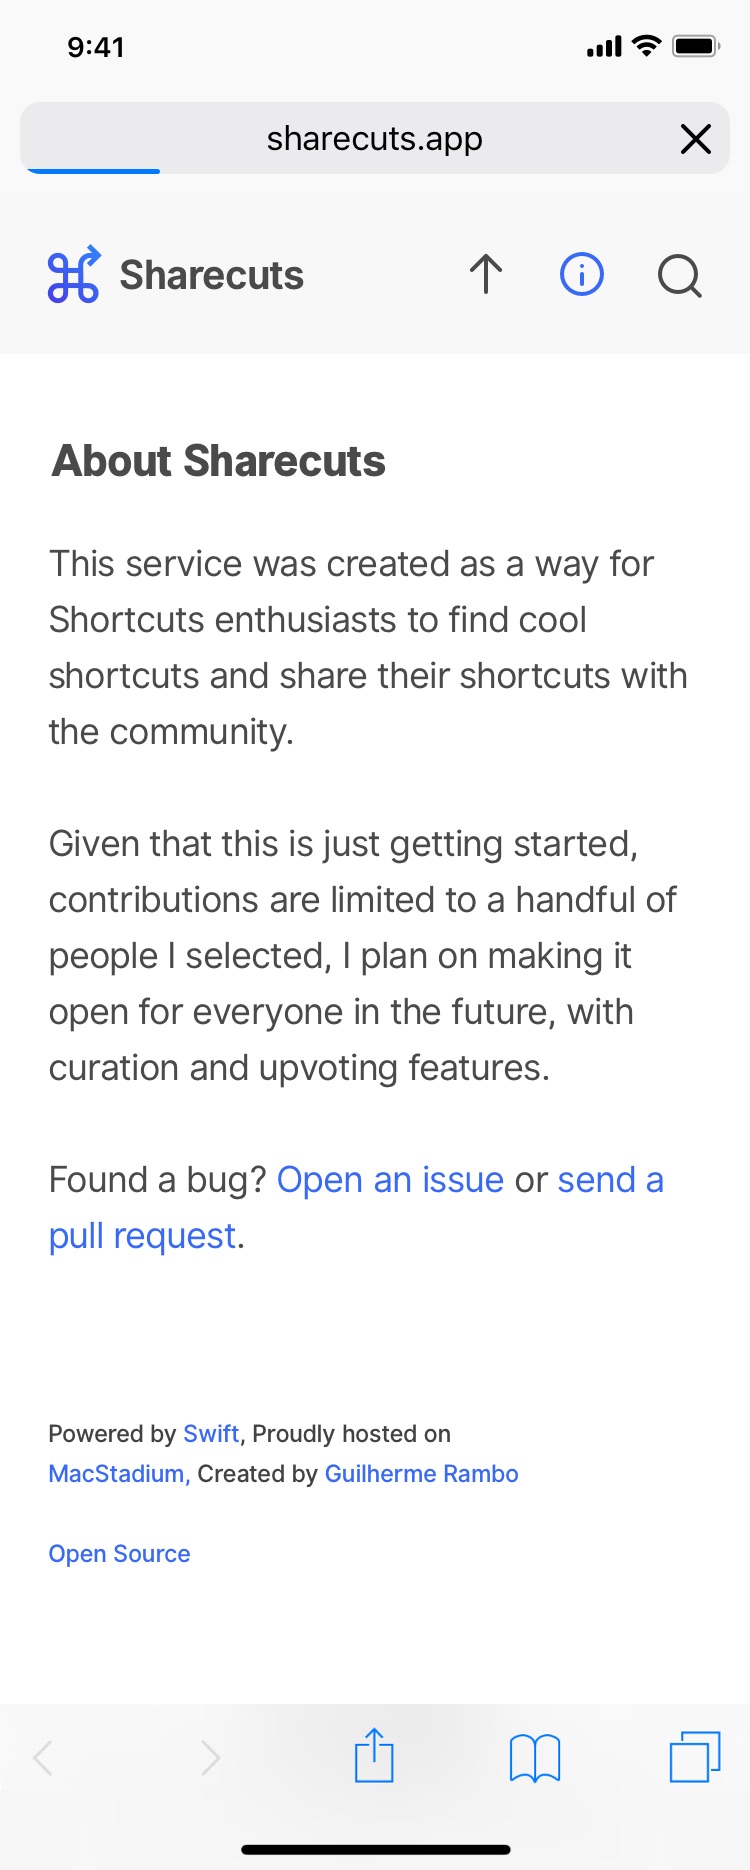 9:41
sharecuts.app
Sharecuts
About Sharecuts
This service was created as a way for
Shortcuts enthusiasts to find cool
shortcuts and share their shortcuts with
the community.
Given that this is just getting started,
contributions are limited to a handful of
people I selected, I plan on making it
open for everyone in the future, with
curation and upvoting features.
Found a bug? Open an issue or send a
pull request.
Powered by Swift, Proudly hosted on
MacStadium, Created by Guilherme Rambo
Open Source